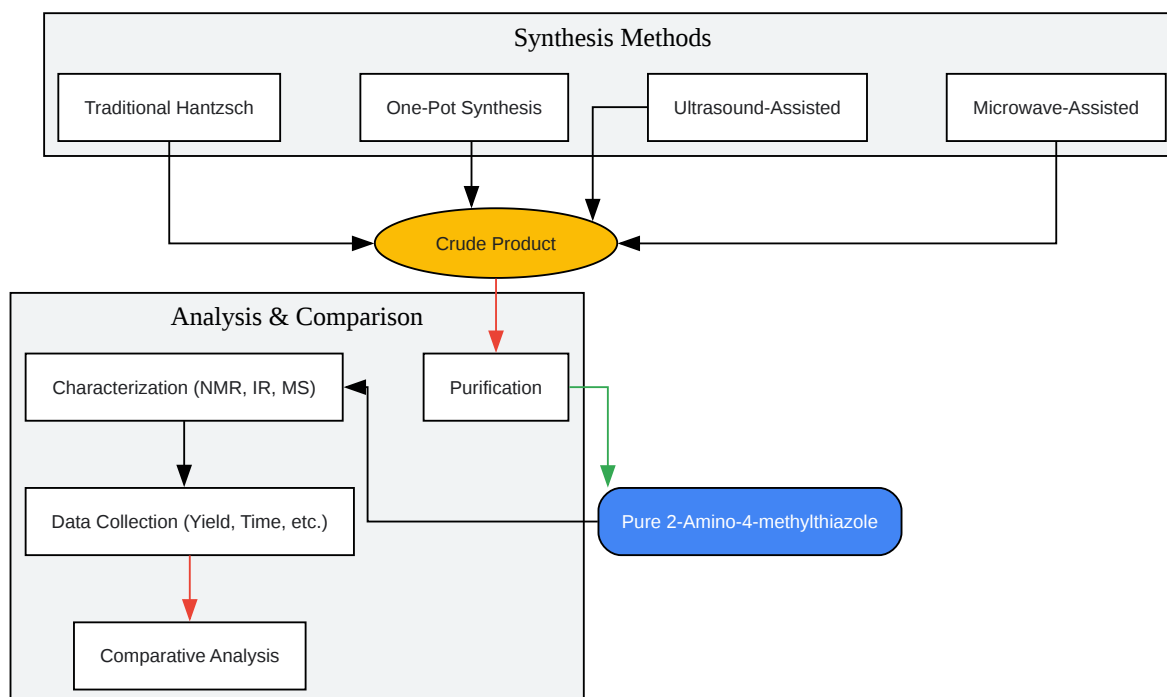 Synthesis Methods
Traditional Hantzsch
One-Pot Synthesis
Ultrasound-Assisted
Microwave-Assisted
Crude Product
Analysis & Comparison
Characterization (NMR, IR, MS)
Purification
Data Collection (Yield, Time, etc.)
Pure 2-Amino-4-methylthiazole
Comparative Analysis